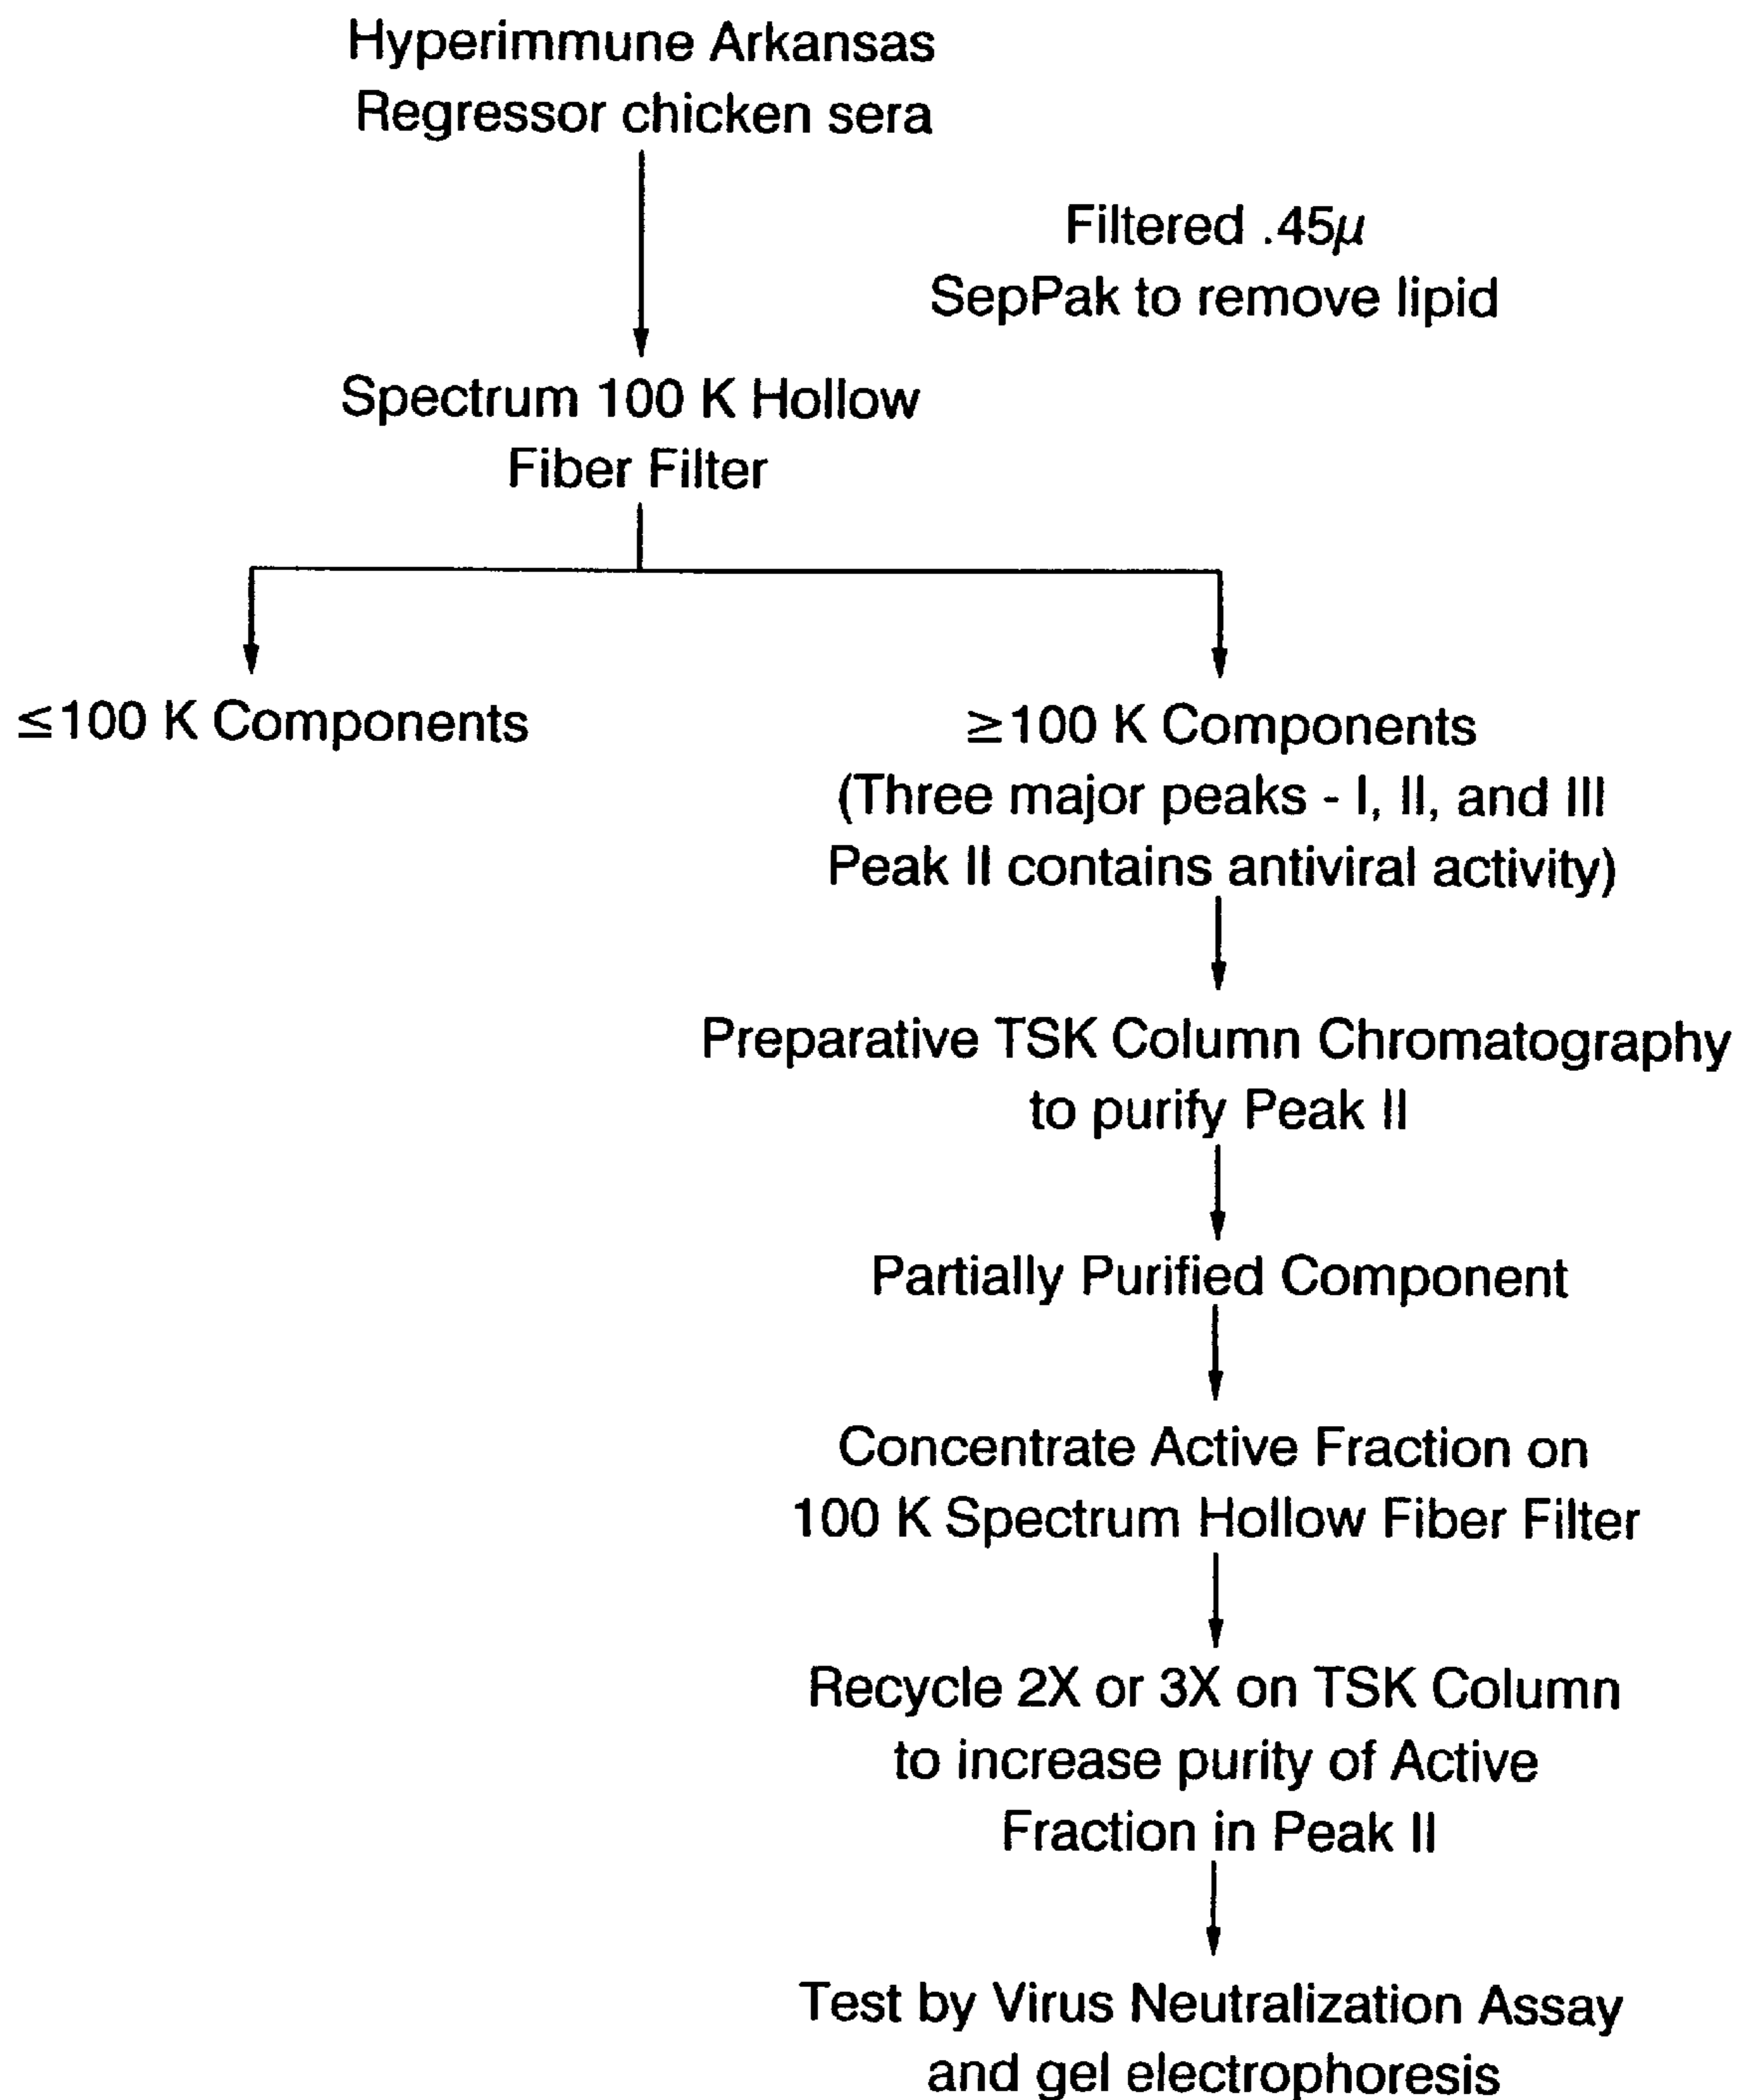 Hyperimmune Arkansas
Regressor chicken sera
Filtered .45μ
SepPak to remove lipid
Spectrum 100 K Hollow
Fiber Filter
≤100 K Components
≥100 K Components
(Three major peaks - I, II, and III
Peak II contains antiviral activity)
Preparative TSK Column Chromatography
to purify Peak II
Partially Purified Component
Concentrate Active Fraction on
100 K Spectrum Hollow Fiber Filter
Recycle 2X or 3X on TSK Column
to increase purity of Active
Fraction in Peak II
Test by Virus Neutralization Assay
and gel electrophoresis